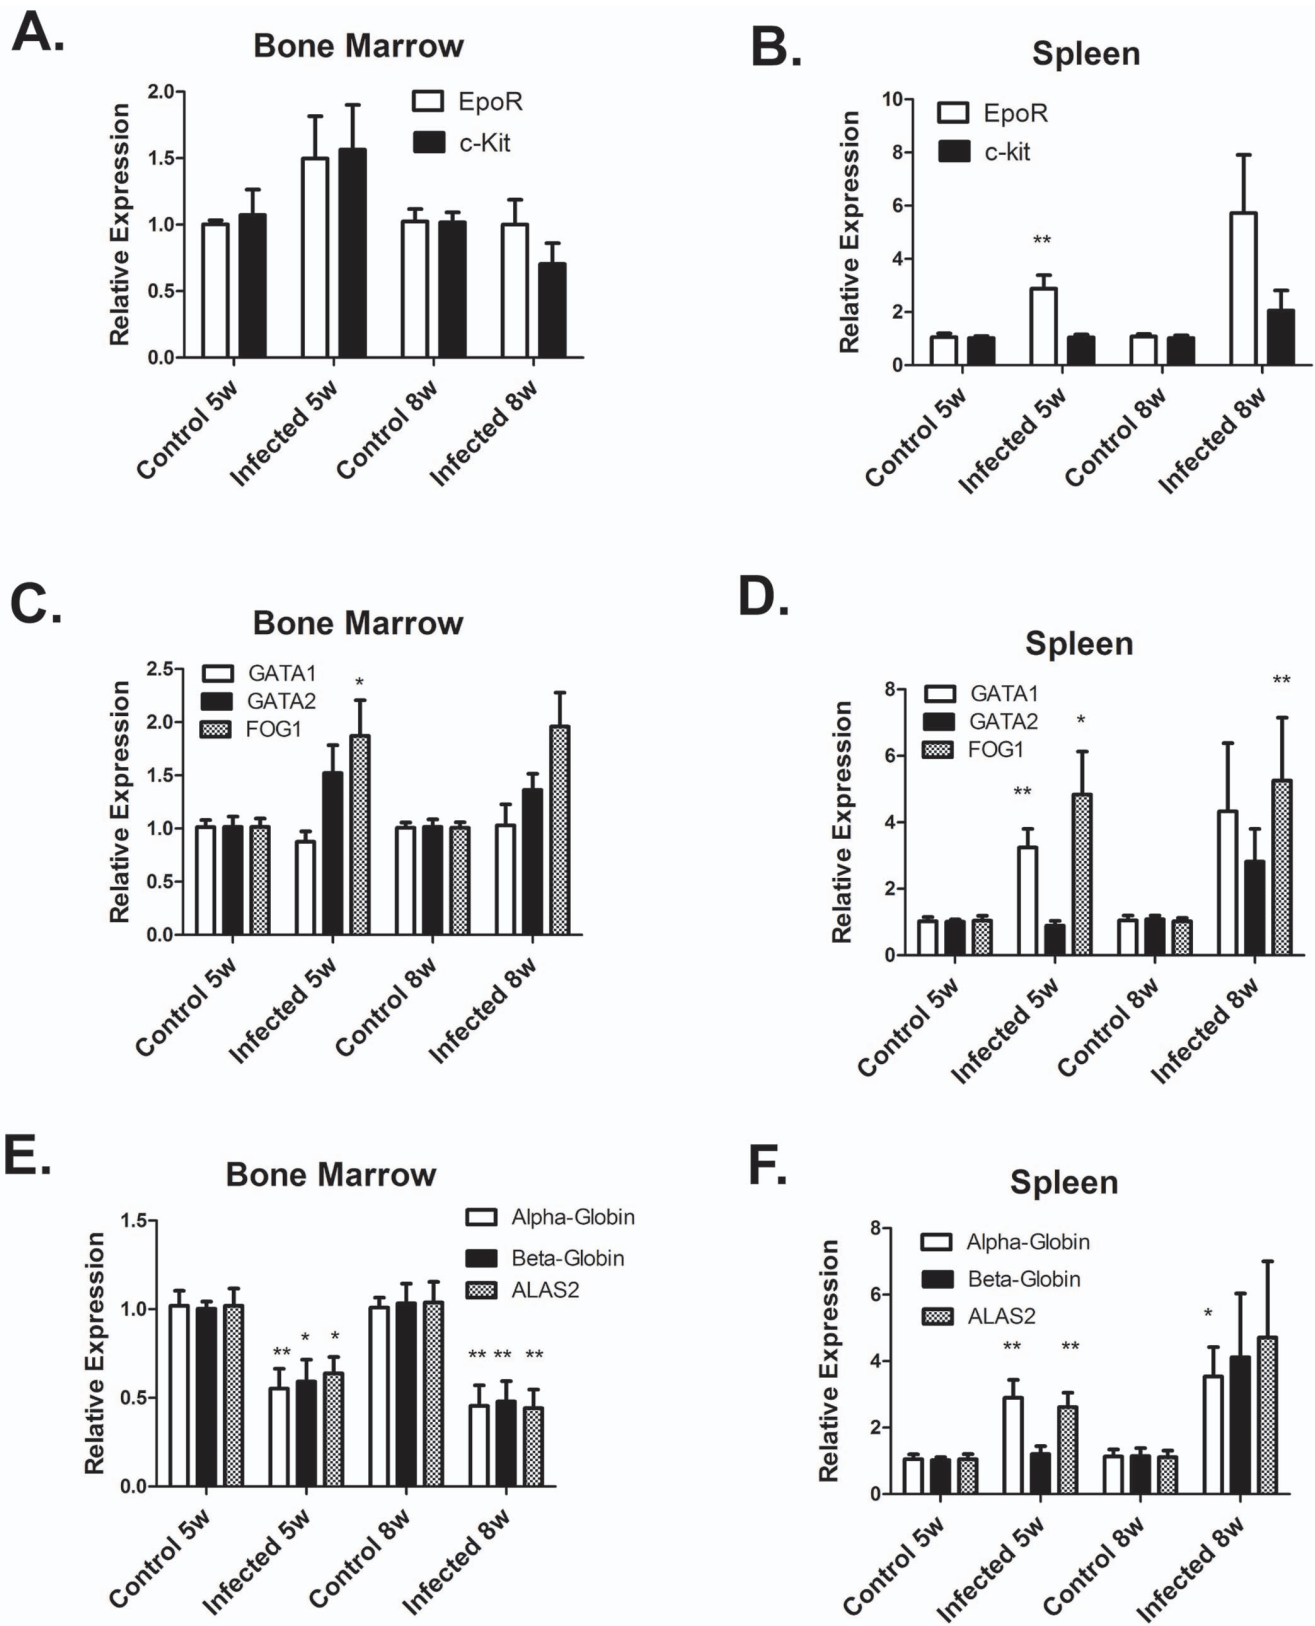 A.
Bone Marrow
EpoR
c-Kit
Relative Expression
2.0
1.5
1.0
0.5
0.0
Control 5w
Infected 5w
Control 8w
Infected 8w
B.
Spleen
EpoR
c-kit
Relative Expression
10
8
6
4
2
0
**
Control 5w
Infected 5w
Control 8w
Infected 8w
C.
Bone Marrow
GATA1
GATA2
FOG1
Relative Expression
2.5
2.0
1.5
1.0
0.5
0.0
*
Control 5w
Infected 5w
Control 8w
Infected 8w
D.
Spleen
GATA1
GATA2
FOG1
Relative Expression
8
6
4
2
0
**
*
**
Control 5w
Infected 5w
Control 8w
Infected 8w
E.
Bone Marrow
Alpha-Globin
Beta-Globin
ALAS2
Relative Expression
1.5
1.0
0.5
0.0
** * *
** ** **
Control 5w
Infected 5w
Control 8w
Infected 8w
F.
Spleen
Alpha-Globin
Beta-Globin
ALAS2
Relative Expression
8
6
4
2
0
** **
*
Control 5w
Infected 5w
Control 8w
Infected 8w